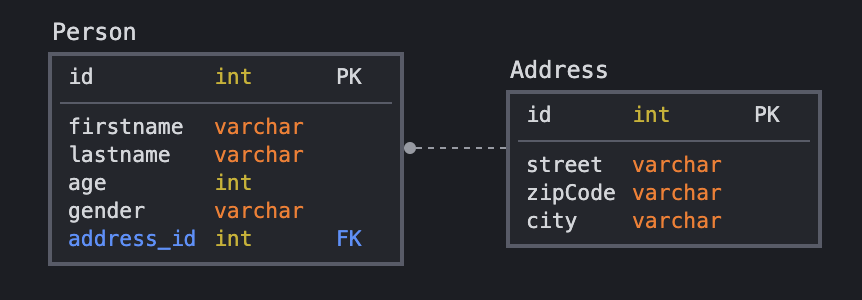 Person
id int PK
firstname varchar
lastname varchar
age int
gender varchar
address_id int FK
Address
id int PK
street varchar
zipCode varchar
city varchar